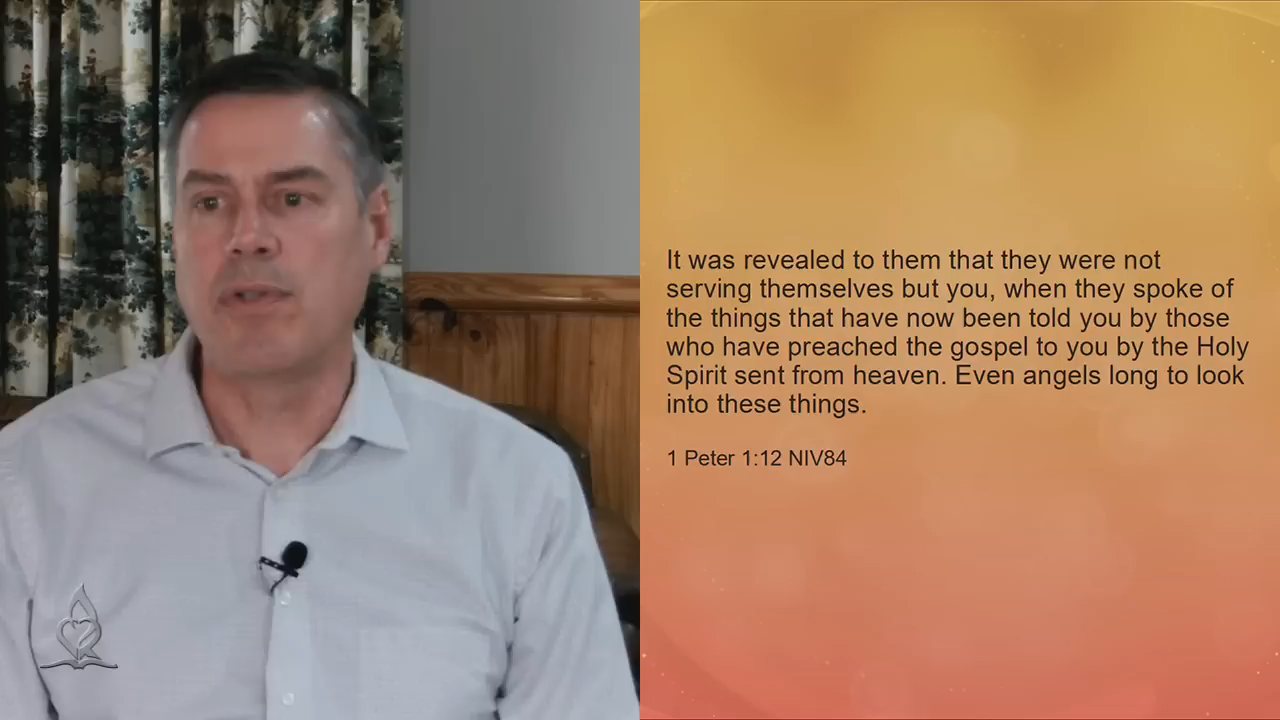 It was revealed to them that they were not
serving themselves but you, when they spoke of
the things that have now been told you by those
who have preached the gospel to you by the Holy
Spirit sent from heaven. Even angels long to look
into these things.
1 Peter 1:12 NIV84